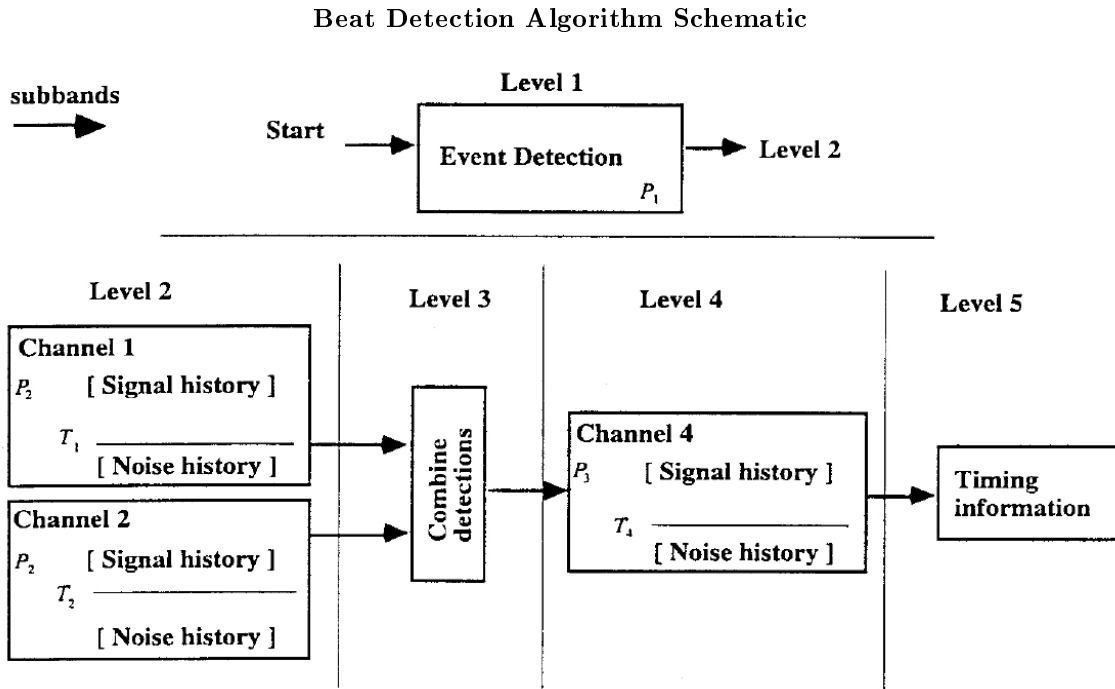 Beat Detection Algorithm Schematic
subbands
Level 1
Start
Event Detection
P₁
Level 2
Level 2
Channel 1
P₂ [ Signal history ]
T₁
[ Noise history ]
Channel 2
P₂ [ Signal history ]
T₂
[ Noise history ]
Level 3
Combine
detections
Level 4
Channel 4
P₃ [ Signal history ]
T₄
[ Noise history ]
Level 5
Timing
information